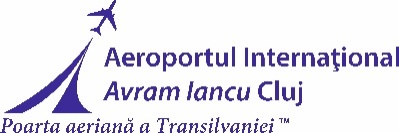 Aeroportul Internaţional
Avram Iancu Cluj
Poarta aeriană a Transilvaniei ™